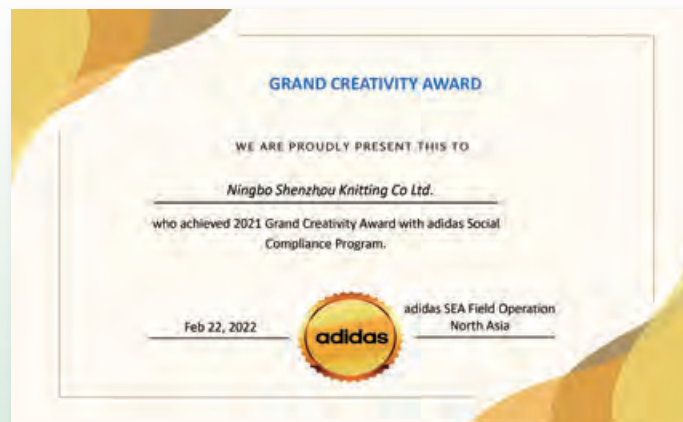 GRAND CREATIVITY AWARD
WE ARE PROUDLY PRESENT THIS TO
Ningbo Shenzhou Knitting Co Ltd.
who achieved 2021 Grand Creativity Award with adidas Social
Compliance Program.
Feb 22, 2022
adidas
adidas SEA Field Operation
North Asia